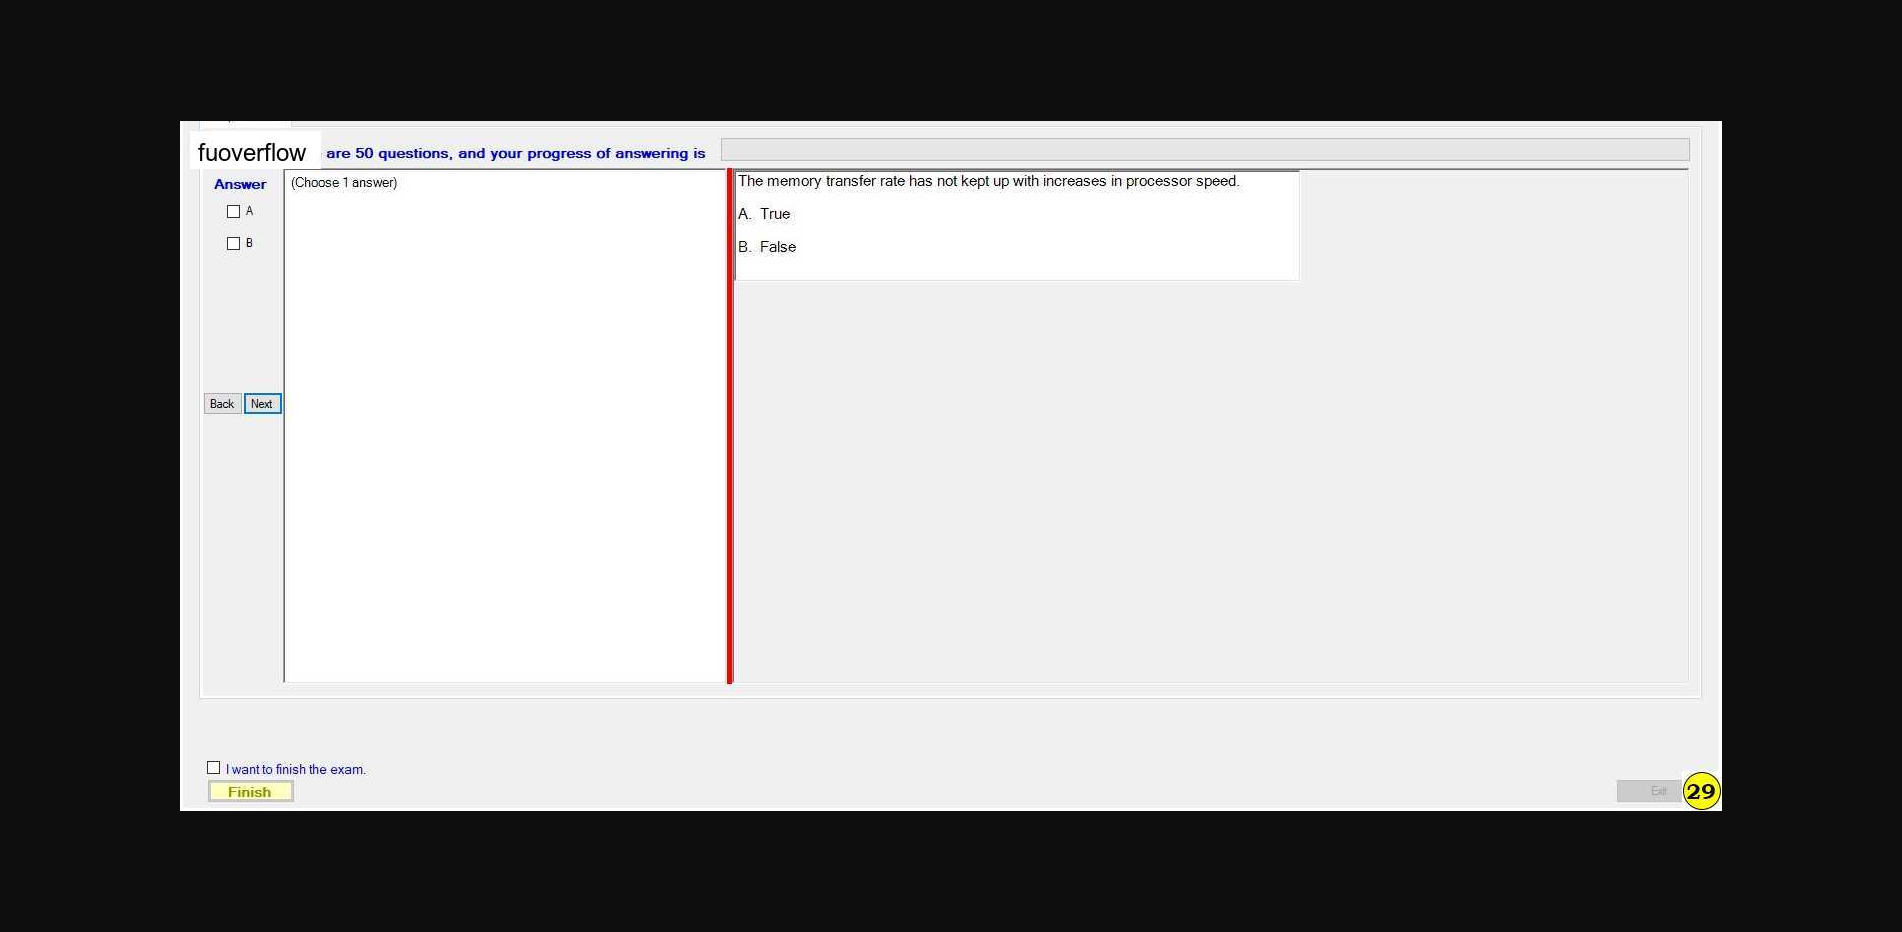 fuoverflow are 50 questions, and your progress of answering is
Answer
(Choose 1 answer)
A
B
Back Next
The memory transfer rate has not kept up with increases in processor speed.
A. True
B. False
I want to finish the exam.
Finish
Exit
29